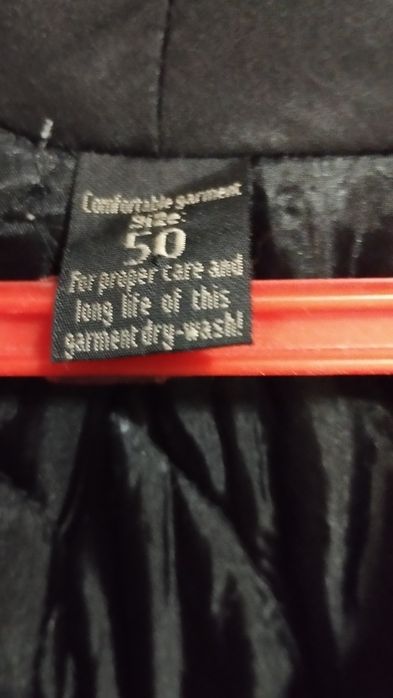 Comfortable garment
Size:
50
For proper care and
long life of this
garment dry-wash!